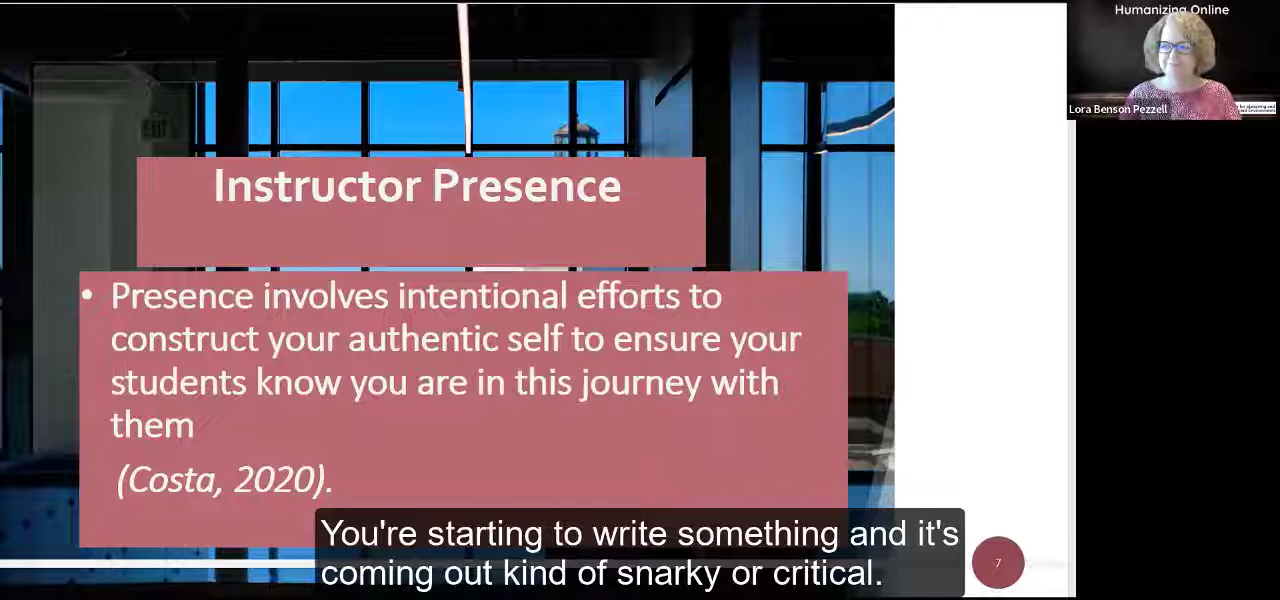 Humanizing Online
Lora Benson Pezzell
EXIT
Instructor Presence
• Presence involves intentional efforts to
construct your authentic self to ensure your
students know you are in this journey with
them
(Costa, 2020).
You're starting to write something and it's
coming out kind of snarky or critical.
7